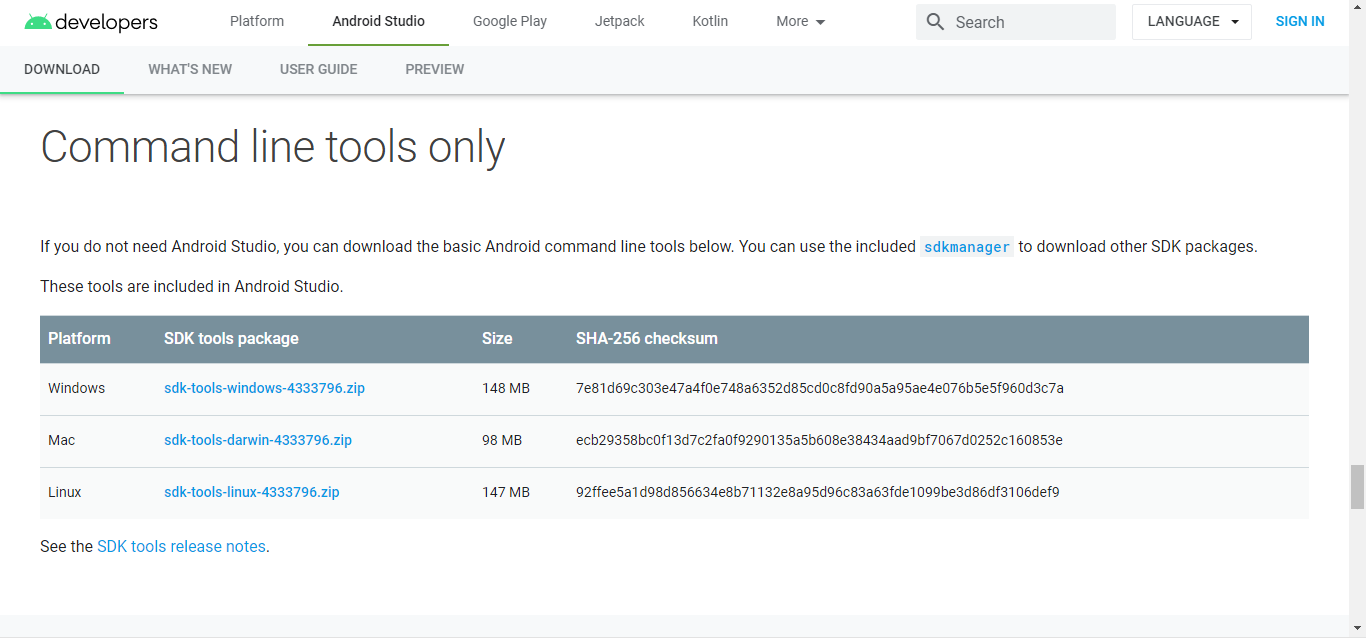 developers Platform Android Studio Google Play Jetpack Kotlin More Search LANGUAGE SIGN IN
DOWNLOAD WHAT'S NEW USER GUIDE PREVIEW
Command line tools only
If you do not need Android Studio, you can download the basic Android command line tools below. You can use the included sdkmanager to download other SDK packages.
These tools are included in Android Studio.
Platform SDK tools package Size SHA-256 checksum
Windows sdk-tools-windows-4333796.zip 148 MB 7e81d69c303e47a4f0e748a6352d85cd0c8fd90a5a95ae4e076b5e5f960d3c7a
Mac sdk-tools-darwin-4333796.zip 98 MB ecb29358bc0f13d7c2fa0f9290135a5b608e38434aad9bf7067d0252c160853e
Linux sdk-tools-linux-4333796.zip 147 MB 92ffee5a1d98d856634e8b71132e8a95d96c83a63fde1099be3d86df3106def9
See the SDK tools release notes.